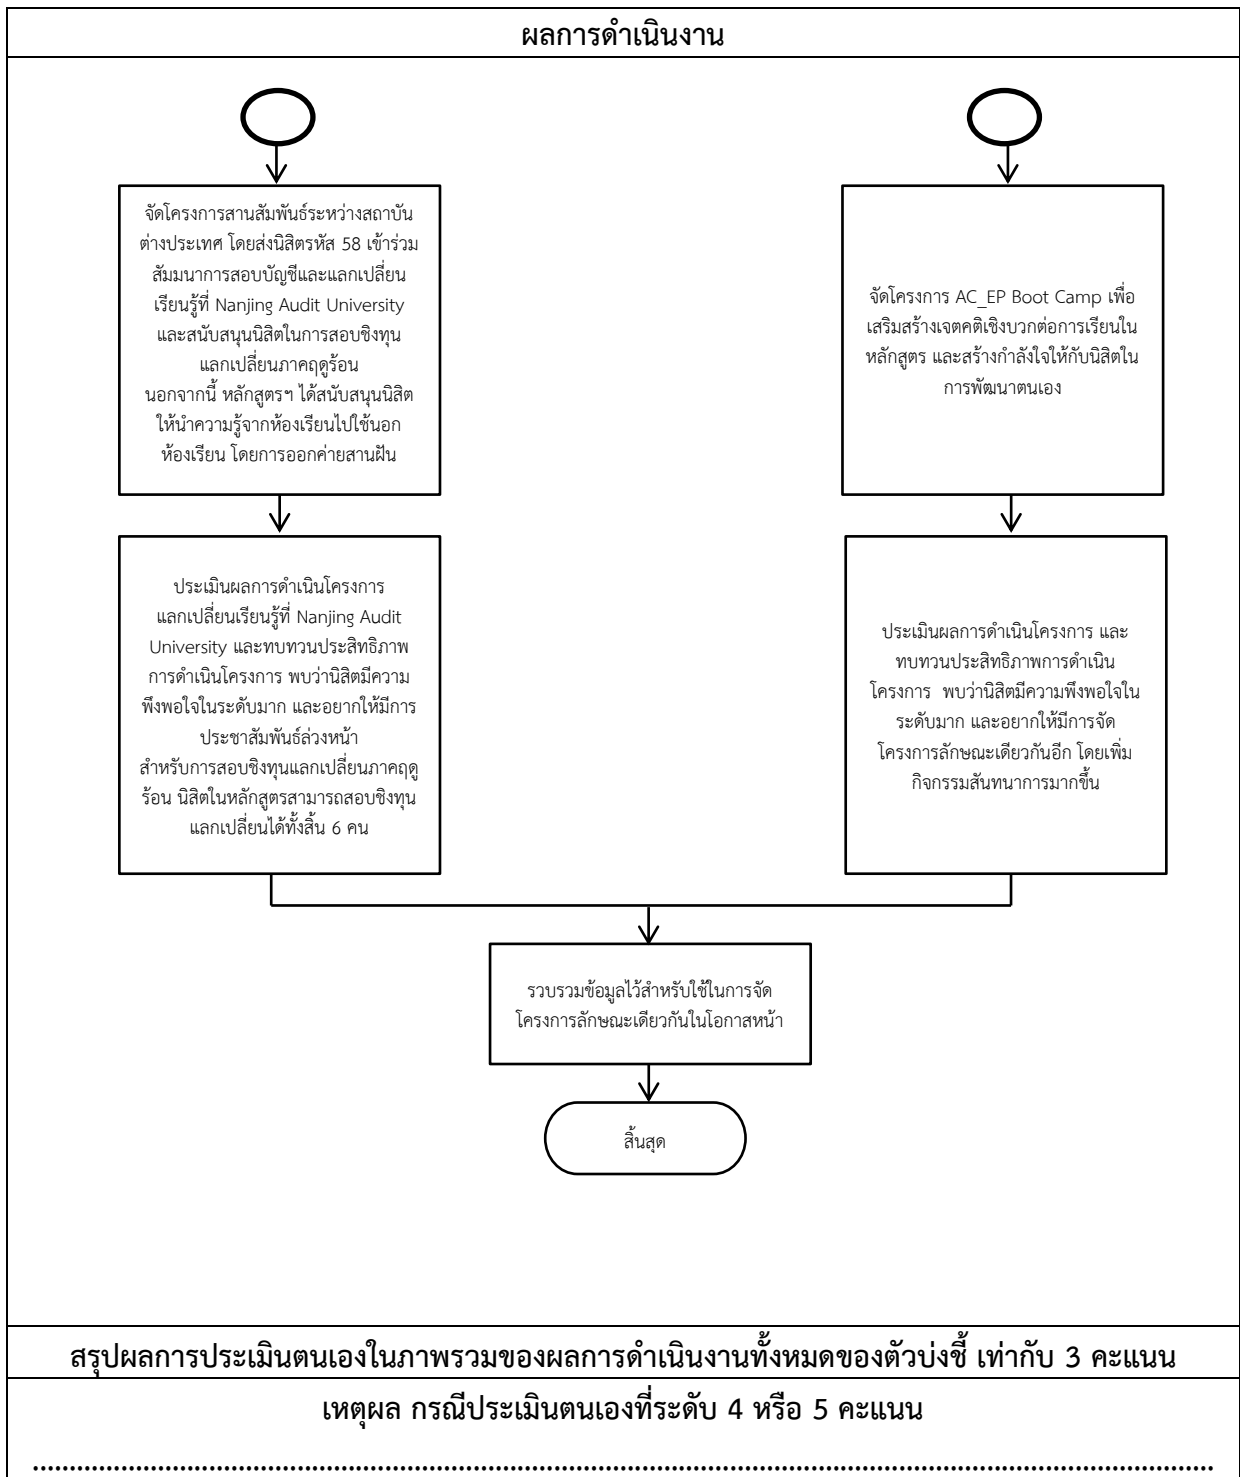 ผลการดำเนินงาน
จัดโครงการสานสัมพันธ์ระหว่างสถาบัน
ต่างประเทศ โดยส่งนิสิตรหัส 58 เข้าร่วม
สัมมนาการสอบบัญชีและแลกเปลี่ยน
เรียนรู้ที่ Nanjing Audit University
และสนับสนุนนิสิตในการสอบชิงทุน
แลกเปลี่ยนภาคฤดูร้อน
นอกจากนี้ หลักสูตรฯ ได้สนับสนุนนิสิต
ให้นำความรู้จากห้องเรียนไปใช้นอก
ห้องเรียน โดยการออกค่ายสานฝัน
จัดโครงการ AC_EP Boot Camp เพื่อ
เสริมสร้างเจตคติเชิงบวกต่อการเรียนใน
หลักสูตร และสร้างกำลังใจให้กับนิสิตใน
การพัฒนาตนเอง
ประเมินผลการดำเนินโครงการ
แลกเปลี่ยนเรียนรู้ที่ Nanjing Audit
University และทบทวนประสิทธิภาพ
การดำเนินโครงการ พบว่านิสิตมีความ
พึงพอใจในระดับมาก และอยากให้มีการ
ประชาสัมพันธ์ล่วงหน้า
สำหรับการสอบชิงทุนแลกเปลี่ยนภาคฤดู
ร้อน นิสิตในหลักสูตรสามารถสอบชิงทุน
แลกเปลี่ยนได้ทั้งสิ้น 6 คน
ประเมินผลการดำเนินโครงการ และ
ทบทวนประสิทธิภาพการดำเนิน
โครงการ  พบว่านิสิตมีความพึงพอใจใน
ระดับมาก และอยากให้มีการจัด
โครงการลักษณะเดียวกันอีก โดยเพิ่ม
กิจกรรมสันทนาการมากขึ้น
รวบรวมข้อมูลไว้สำหรับใช้ในการจัด
โครงการลักษณะเดียวกันในโอกาสหน้า
สิ้นสุด
สรุปผลการประเมินตนเองในภาพรวมของผลการดำเนินงานทั้งหมดของตัวบ่งชี้ เท่ากับ 3 คะแนน
เหตุผล กรณีประเมินตนเองที่ระดับ 4 หรือ 5 คะแนน
................................................................................................................................